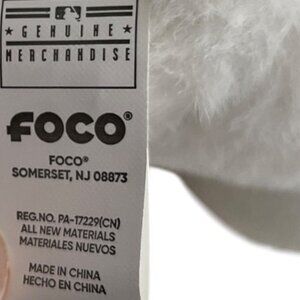 GENUINE
MERCHANDISE
FOCO®
FOCO®
SOMERSET, NJ 08873
REG.NO. PA-17229(CN)
ALL NEW MATERIALS
MATERIALES NUEVOS
MADE IN CHINA
HECHO EN CHINA